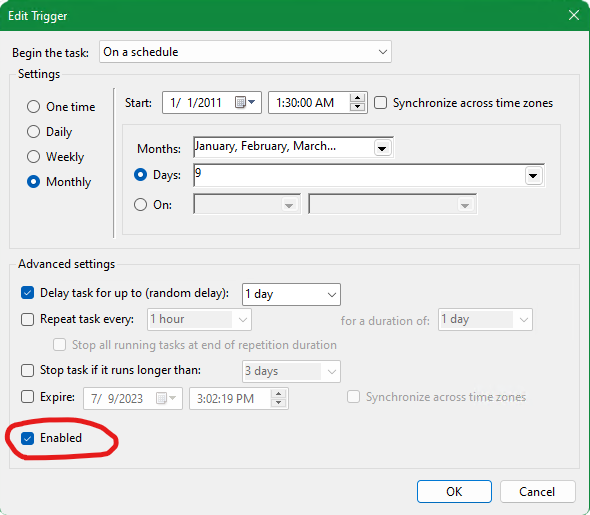 Edit Trigger
Begin the task: On a schedule
Settings
One time
Daily
Weekly
Monthly
Start: 1/ 1/2011 1:30:00 AM Synchronize across time zones
Months: January, February, March...
Days: 9
On:
Advanced settings
Delay task for up to (random delay): 1 day
Repeat task every: 1 hour for a duration of: 1 day
Stop all running tasks at end of repetition duration
Stop task if it runs longer than: 3 days
Expire: 7/ 9/2023 3:02:19 PM Synchronize across time zones
Enabled
OK Cancel